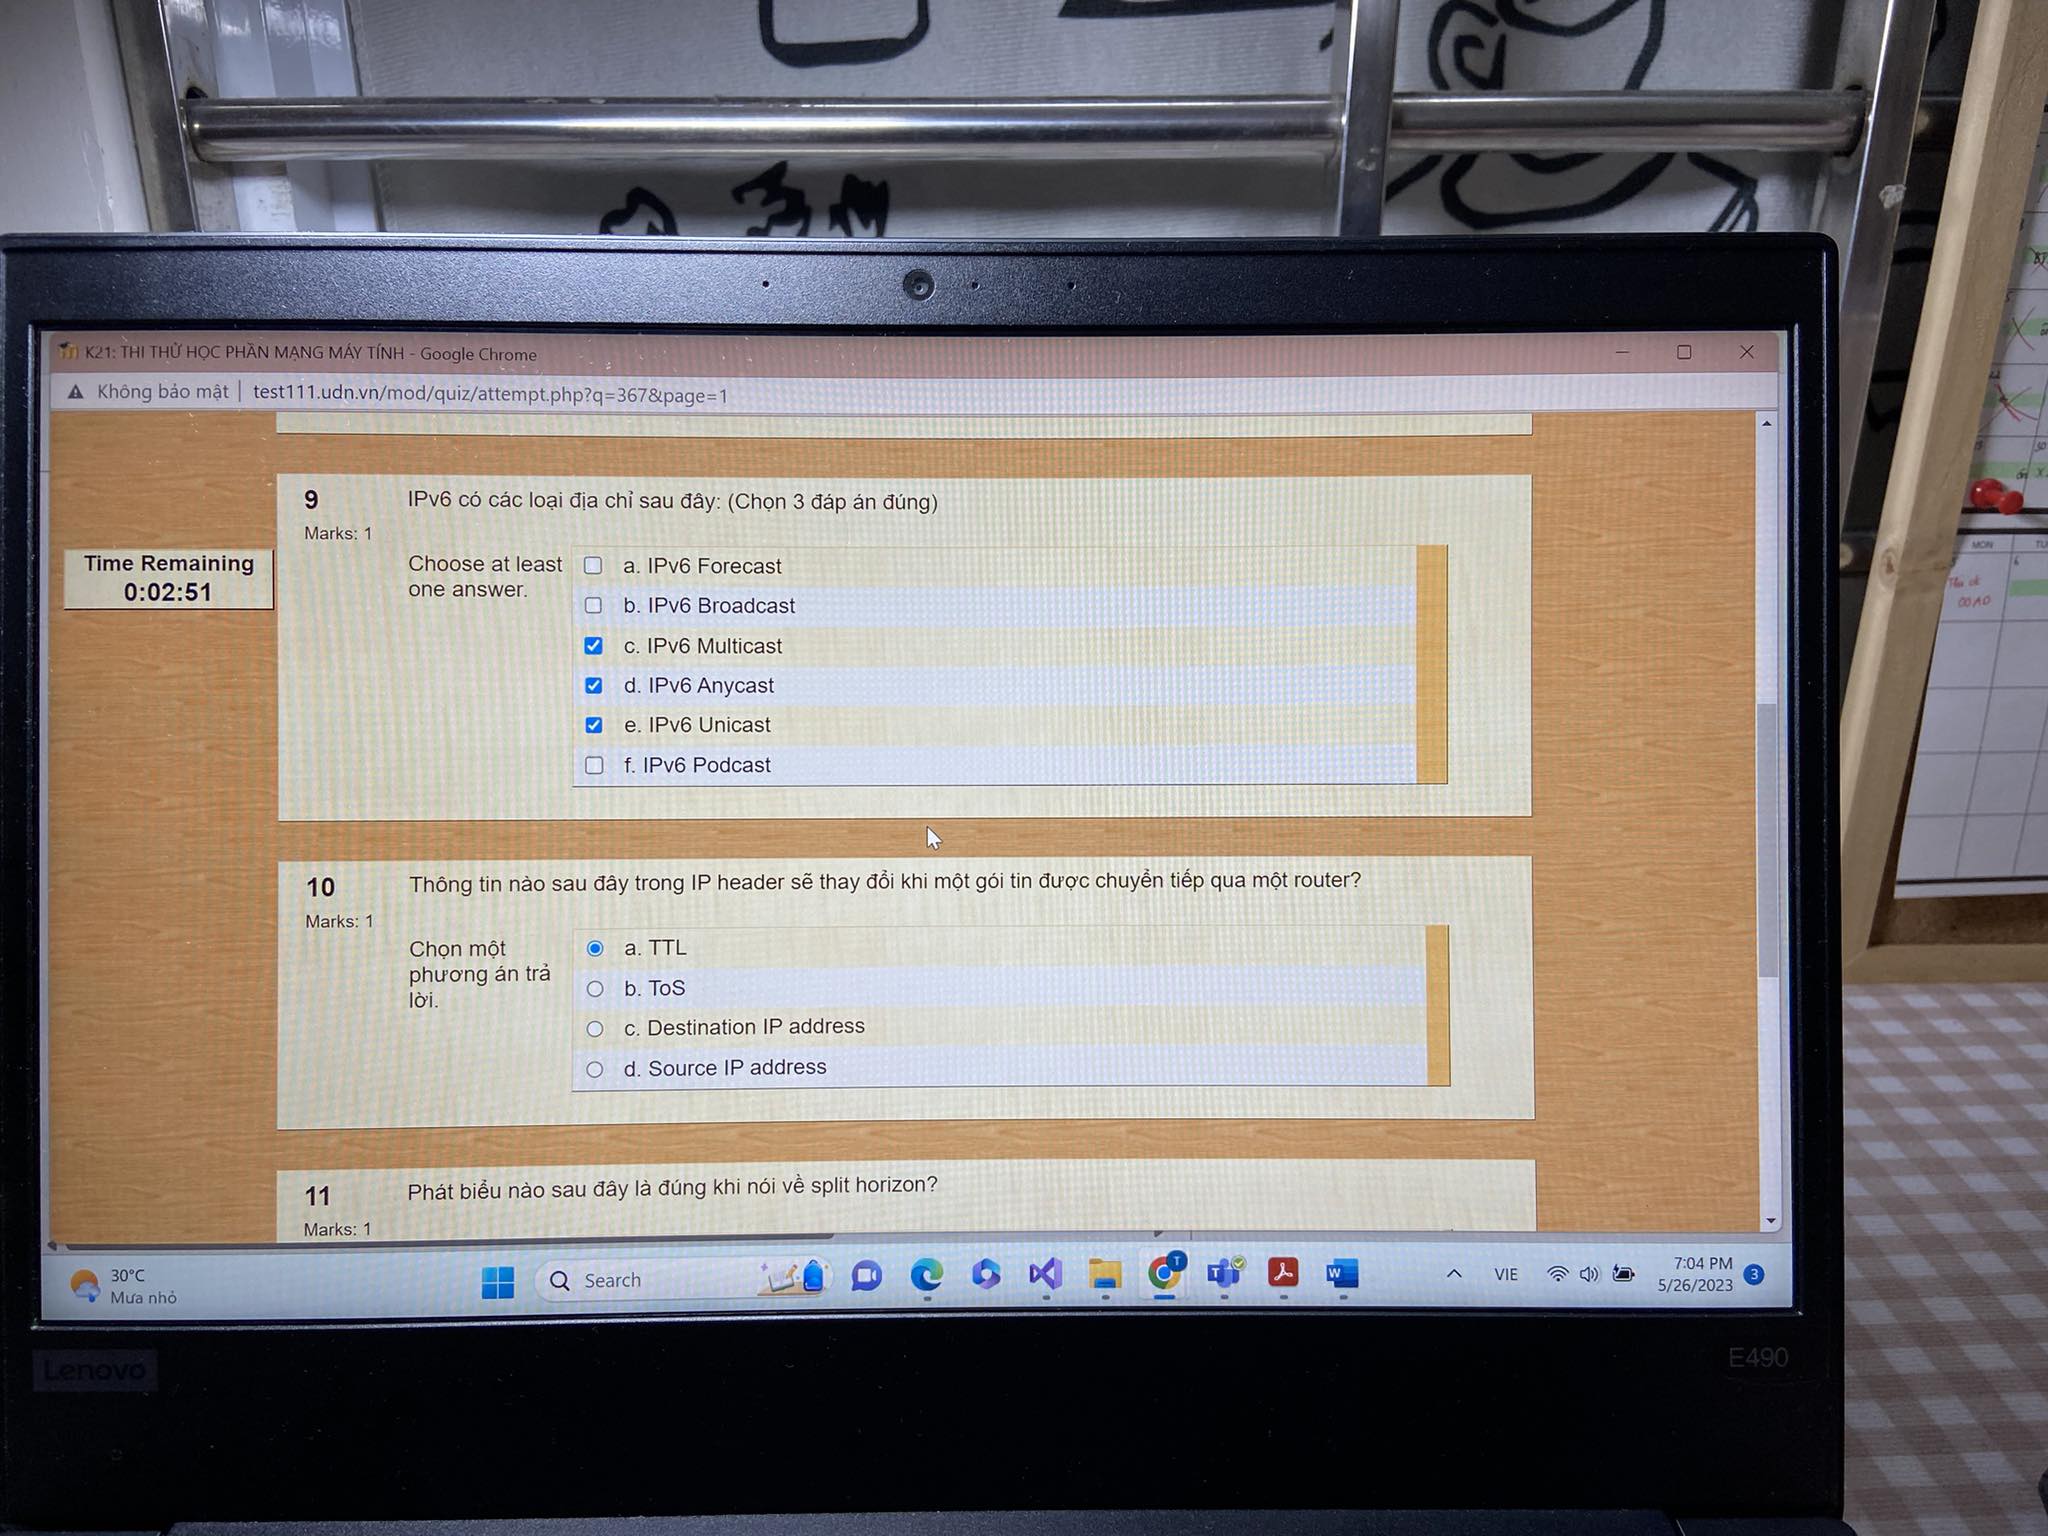 K21: THI THỬ HỌC PHẦN MẠNG MÁY TÍNH - Google Chrome
Không bảo mật | test111.udn.vn/mod/quiz/attempt.php?q=367&page=1
Time Remaining
0:02:51
9
Marks: 1
IPv6 có các loại địa chỉ sau đây: (Chọn 3 đáp án đúng)
Choose at least
one answer.
a. IPv6 Forecast
b. IPv6 Broadcast
c. IPv6 Multicast
d. IPv6 Anycast
e. IPv6 Unicast
f. IPv6 Podcast
10
Marks: 1
Thông tin nào sau đây trong IP header sẽ thay đổi khi một gói tin được chuyển tiếp qua một router?
Chọn một
phương án trả
lời.
a. TTL
b. ToS
c. Destination IP address
d. Source IP address
11
Marks: 1
Phát biểu nào sau đây là đúng khi nói về split horizon?
30°C
Mưa nhỏ
Search
VIE
7:04 PM
5/26/2023
3
Lenovo
E490
MON